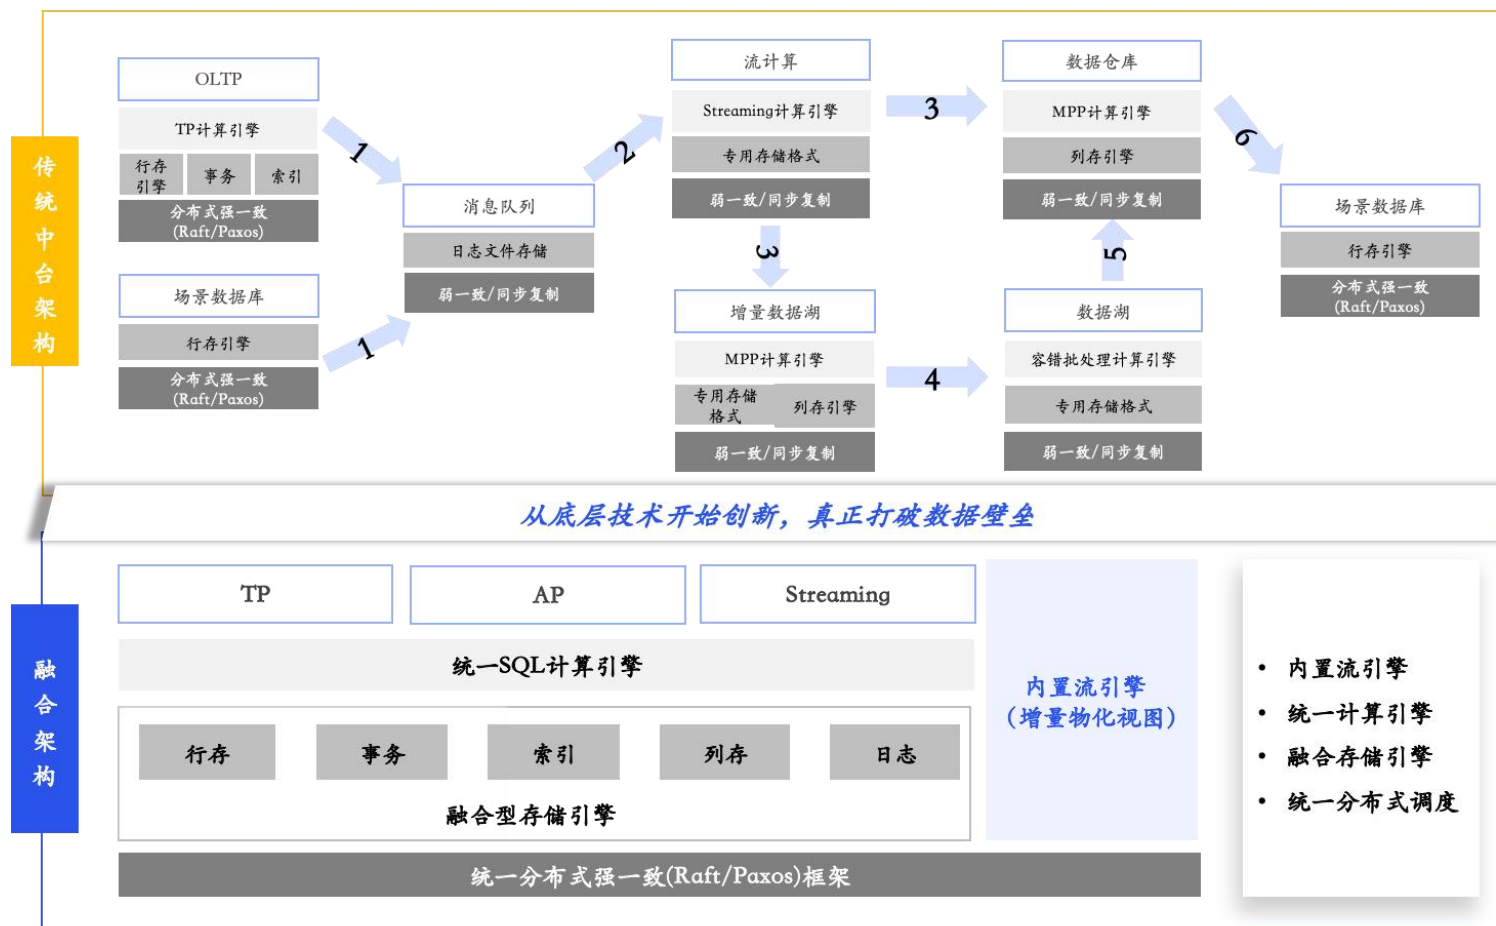 传统中台架构
OLTP
TP计算引擎
行存
引擎
事务
索引
分布式强一致
(Raft/Paxos)
场景数据库
行存引擎
分布式强一致
(Raft/Paxos)
1
1
消息队列
日志文件存储
弱一致/同步复制
2
流计算
Streaming计算引擎
专用存储格式
弱一致/同步复制
3
3
增量数据湖
MPP计算引擎
专用存储
格式
列存引擎
弱一致/同步复制
4
数据仓库
MPP计算引擎
列存引擎
弱一致/同步复制
5
数据湖
容错批处理计算引擎
专用存储格式
弱一致/同步复制
6
场景数据库
行存引擎
分布式强一致
(Raft/Paxos)
从底层技术开始创新，真正打破数据壁垒
融合架构
TP
AP
Streaming
统一SQL计算引擎
行存
事务
索引
列存
日志
融合型存储引擎
内置流引擎
（增量物化视图）
统一分布式强一致(Raft/Paxos)框架
• 内置流引擎
• 统一计算引擎
• 融合存储引擎
• 统一分布式调度